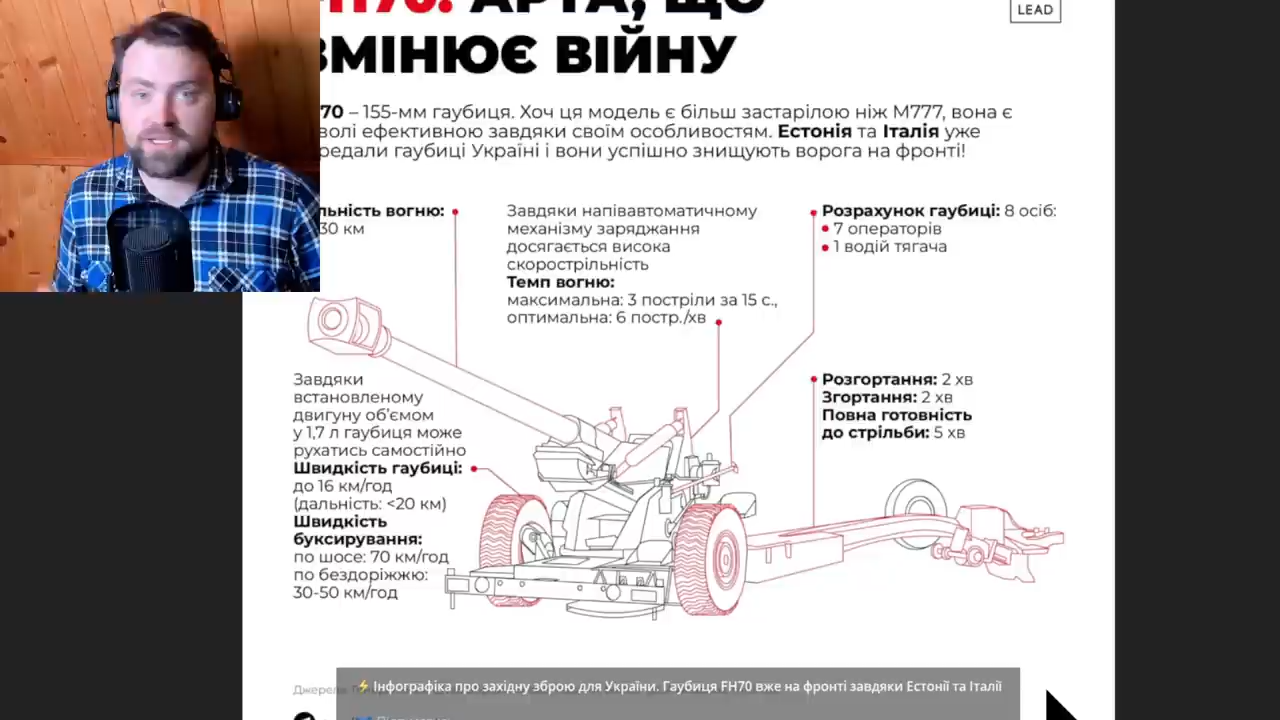 FH70: АРТА, ЩО
LEAD
ЗМІНЮЄ ВІЙНУ
70 – 155-мм гаубиця. Хоч ця модель є більш застарілою ніж М777, вона є
волі ефективною завдяки своїм особливостям. Естонія та Італія уже
редали гаубиці Україні і вони успішно знищують ворога на фронті!
льність вогню:
30 км
Завдяки напівавтоматичному
механізму заряджання
досягається висока
скорострільність
Темп вогню:
максимальна: 3 постріли за 15 с.,
оптимальна: 6 постр./хв
Розрахунок гаубиці: 8 осіб:
• 7 операторів
• 1 водій тягача
Завдяки
встановленому
двигуну об'ємом
у 1,7 л гаубиця може
рухатись самостійно
Швидкість гаубиці:
до 16 км/год
(дальність: <20 км)
Швидкість
буксирування:
по шосе: 70 км/год
по бездоріжжю:
30-50 км/год
Розгортання: 2 хв
Згортання: 2 хв
Повна готовність
до стрільби: 5 хв
⚡ Інфографіка про західну зброю для України. Гаубиця FH70 вже на фронті завдяки Естонії та Італії